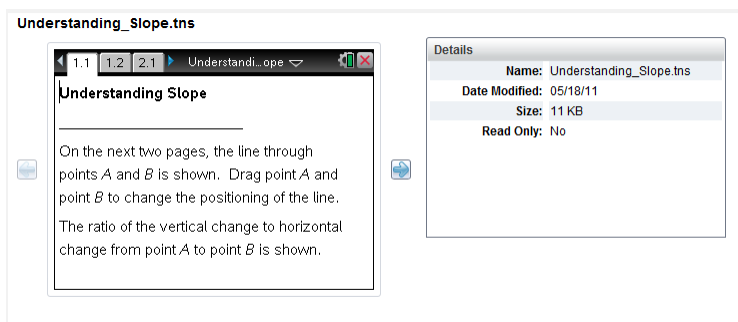 Understanding_Slope.tns
1.1 1.2 2.1 Understandi...ope
Understanding Slope
On the next two pages, the line through
points A and B is shown. Drag point A and
point B to change the positioning of the line.
The ratio of the vertical change to horizontal
change from point A to point B is shown.
Details
Name: Understanding_Slope.tns
Date Modified: 05/18/11
Size: 11 KB
Read Only: No